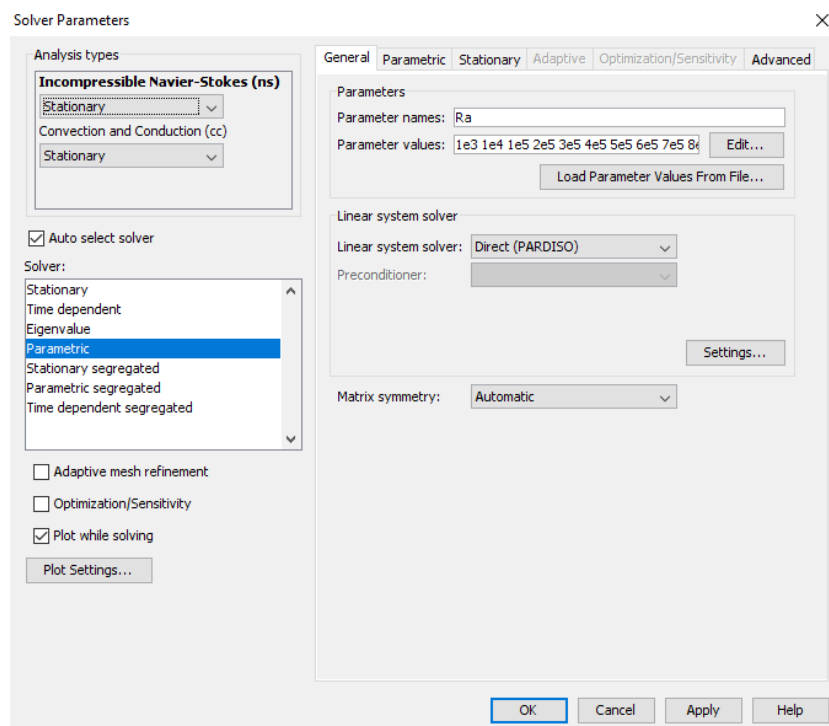 Solver Parameters
Analysis types
Incompressible Navier-Stokes (ns)
Stationary
Convection and Conduction (cc)
Stationary
Auto select solver
Solver:
Stationary
Time dependent
Eigenvalue
Parametric
Stationary segregated
Parametric segregated
Time dependent segregated
Adaptive mesh refinement
Optimization/Sensitivity
Plot while solving
Plot Settings...
General Parametric Stationary Adaptive Optimization/Sensitivity Advanced
Parameters
Parameter names: Ra
Parameter values: 1e3 1e4 1e5 2e5 3e5 4e5 5e5 6e5 7e5 8e Edit...
Load Parameter Values From File...
Linear system solver
Linear system solver: Direct (PARDISO)
Preconditioner:
Settings...
Matrix symmetry: Automatic
OK Cancel Apply Help